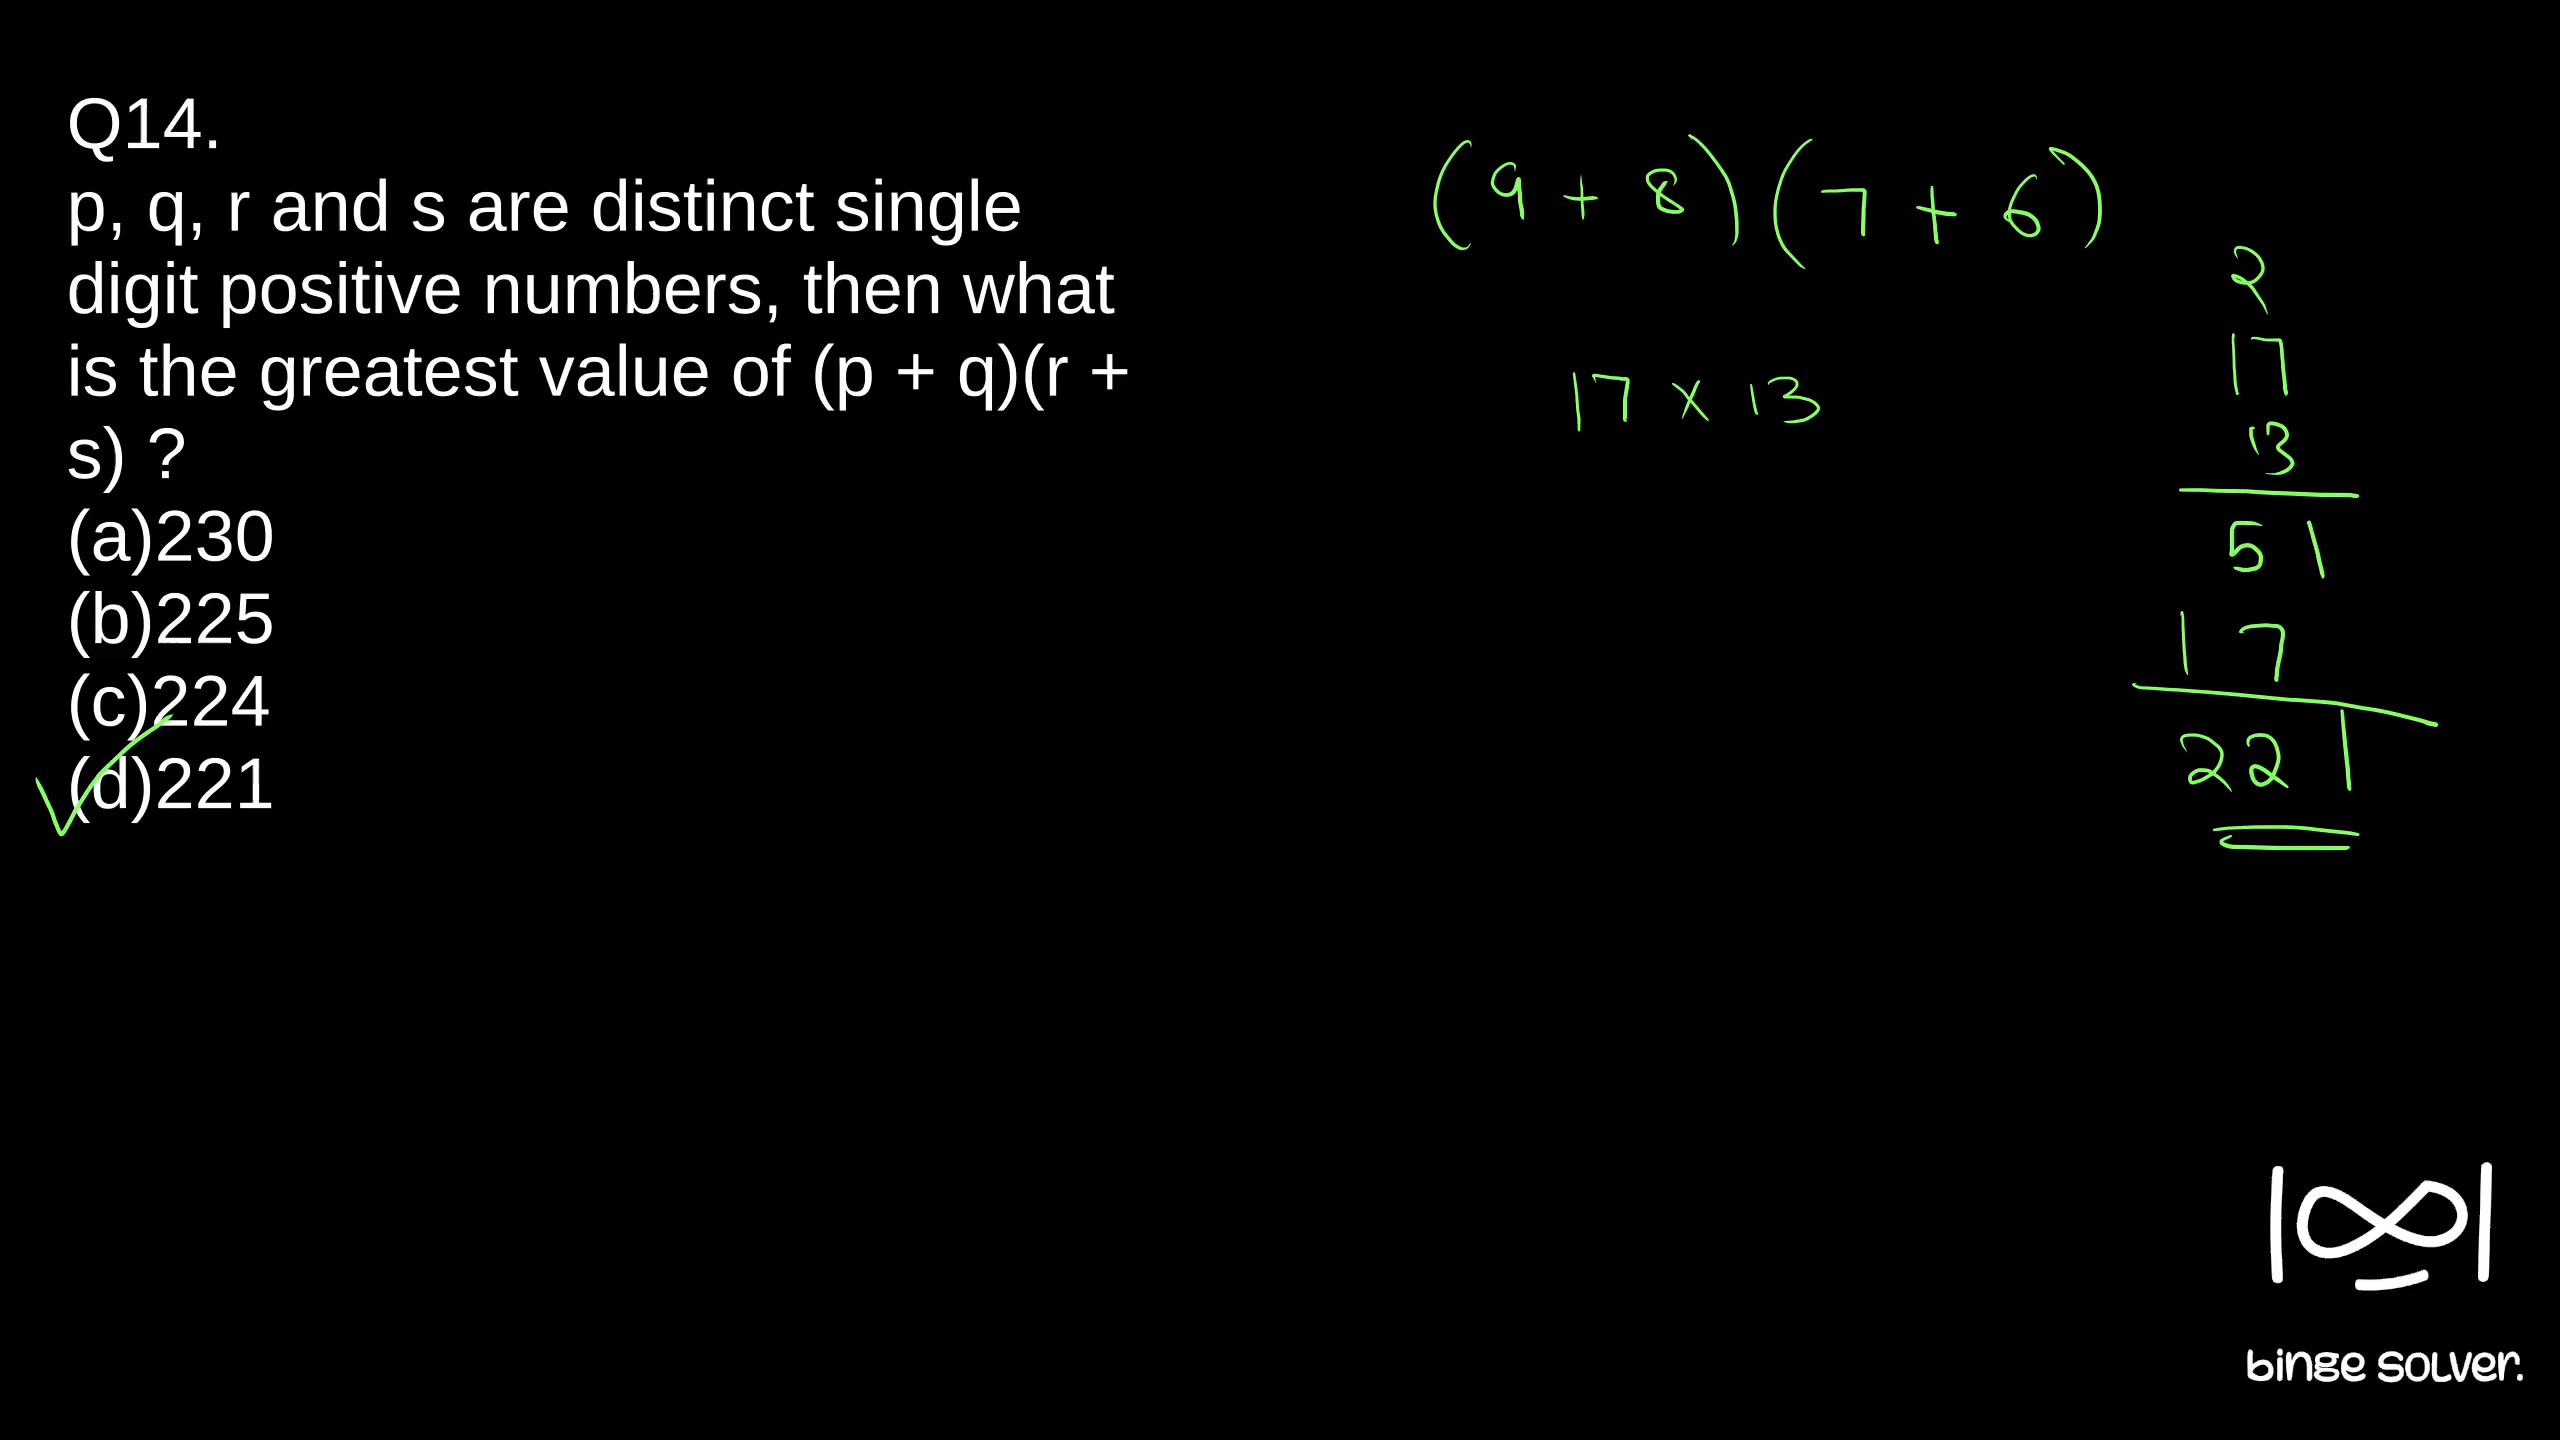 Q14.
p, q, r and s are distinct single
digit positive numbers, then what
is the greatest value of (p + q)(r +
s) ?
(a)230
(b)225
(c)224
(d)221
(9 + 8)(7 + 6)
17 x 13
2
17
13
51
17
221
binge solver.